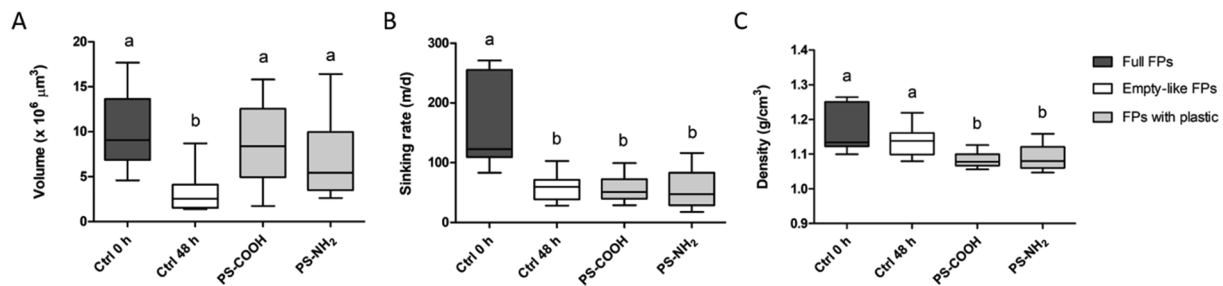 A
Volume (x 10⁶ µm³)
20
15
10
5
0
a
b
a
a
Ctrl 0 h
Ctrl 48 h
PS-COOH
PS-NH₂
B
Sinking rate (m/d)
300
200
100
0
a
b
b
b
Ctrl 0 h
Ctrl 48 h
PS-COOH
PS-NH₂
C
Density (g/cm³)
1.4
1.3
1.2
1.1
1.0
0.9
a
a
b
b
Ctrl 0 h
Ctrl 48 h
PS-COOH
PS-NH₂
Full FPs
Empty-like FPs
FPs with plastic